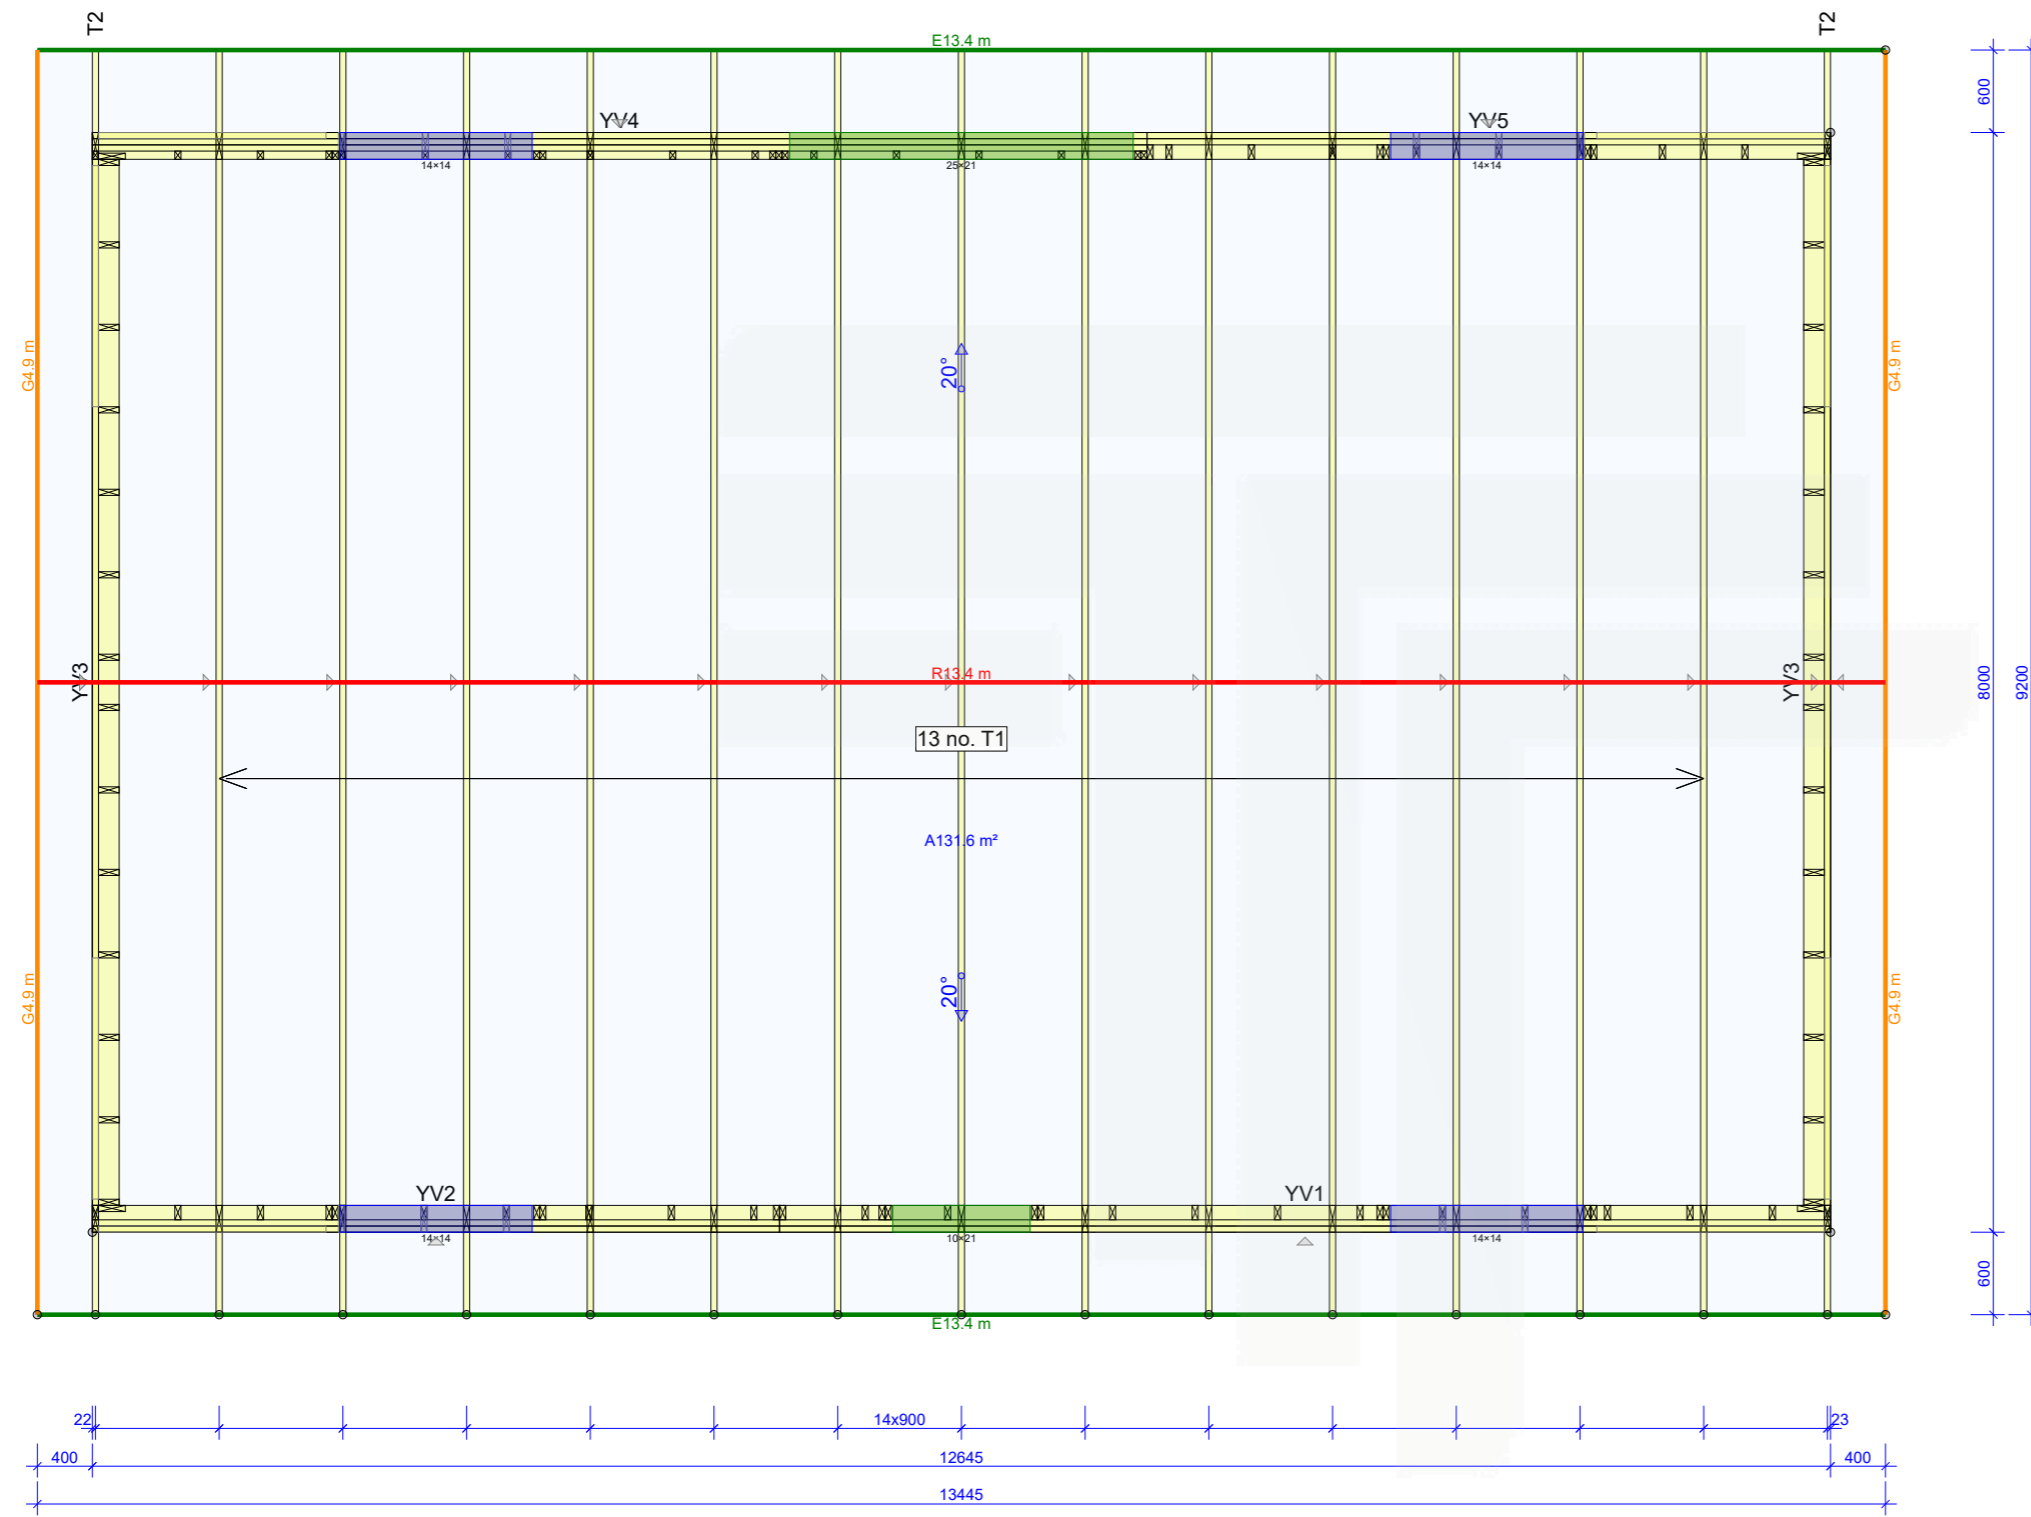 T2
T2
E13.4 m
600
YV4
YV5
14×14
25×21
14×14
G4.9 m
20°
G4.9 m
YV3
R13.4 m
YV3
8000
9200
13 no. T1
A131.6 m²
G4.9 m
20°
G4.9 m
YV2
YV1
14×14
10×21
14×14
600
E13.4 m
22
14x900
23
400
12645
400
13445